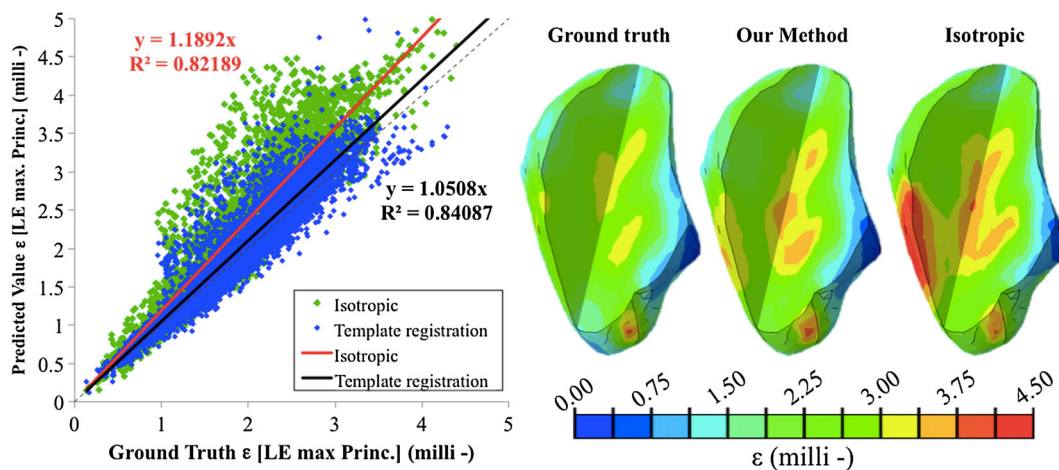 Predicted Value ε [LE max. Princ.] (milli -)
5
4.5
4
3.5
3
2.5
2
1.5
1
0.5
0
y = 1.1892x
R² = 0.82189
y = 1.0508x
R² = 0.84087
Isotropic
Template registration
Isotropic
Template registration
0 1 2 3 4 5
Ground Truth ε [LE max Princ.] (milli -)
Ground truth Our Method Isotropic
0.00 0.75 1.50 2.25 3.00 3.75 4.50
ε (milli -)